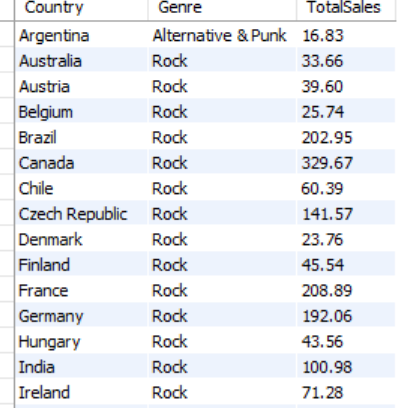 Country Genre TotalSales
Argentina Alternative & Punk 16.83
Australia Rock 33.66
Austria Rock 39.60
Belgium Rock 25.74
Brazil Rock 202.95
Canada Rock 329.67
Chile Rock 60.39
Czech Republic Rock 141.57
Denmark Rock 23.76
Finland Rock 45.54
France Rock 208.89
Germany Rock 192.06
Hungary Rock 43.56
India Rock 100.98
Ireland Rock 71.28